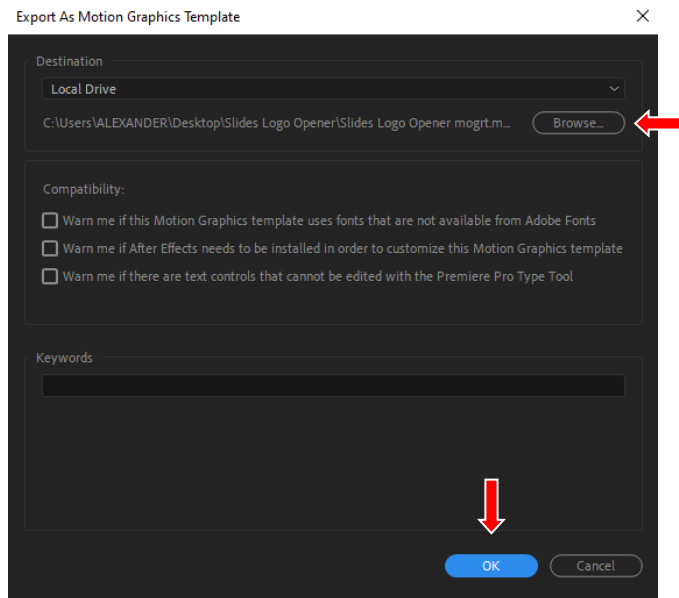 Export As Motion Graphics Template
Destination
Local Drive
C:\Users\ALEXANDER\Desktop\Slides Logo Opener\Slides Logo Opener mogrt.m...
Browse...
Compatibility:
Warn me if this Motion Graphics template uses fonts that are not available from Adobe Fonts
Warn me if After Effects needs to be installed in order to customize this Motion Graphics template
Warn me if there are text controls that cannot be edited with the Premiere Pro Type Tool
Keywords
OK
Cancel